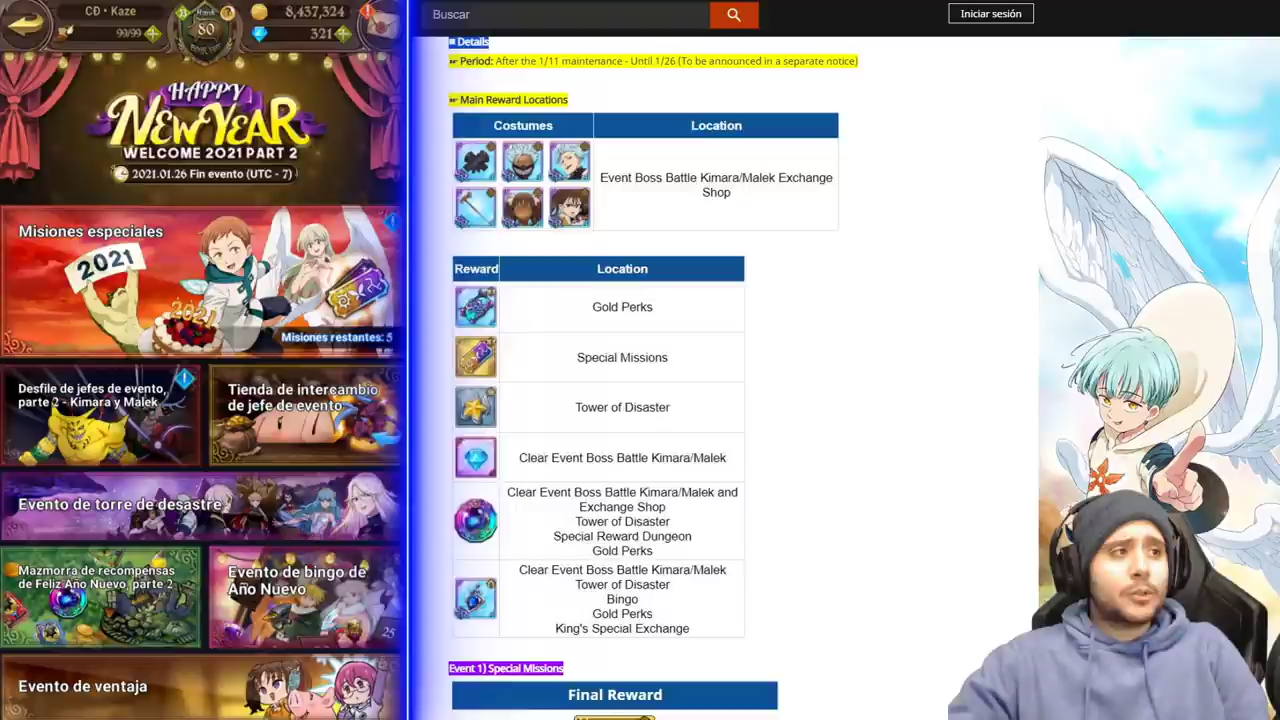 CĐ • Kaze
99/99
Rank
80
8,437,324
321
HAPPY
NEW YEAR
WELCOME 2021 PART 2
2021.01.26 Fin evento (UTC - 7)
Misiones especiales
2021
2021
Misiones restantes: 5
Desfile de jefes de evento,
parte 2 - Kimara y Malek
Tienda de intercambio
de jefe de evento
Evento de torre de desastre
Mazmorra de recompensas
de Feliz Año Nuevo, parte 2
Evento de bingo de
Año Nuevo
25
Evento de ventaja
Buscar
Iniciar sesión
■ Details
☞ Period: After the 1/11 maintenance - Until 1/26 (To be announced in a separate notice)
☞ Main Reward Locations
Costumes
Location
Event Boss Battle Kimara/Malek Exchange
Shop
Reward
Location
Gold Perks
Special Missions
Tower of Disaster
Clear Event Boss Battle Kimara/Malek
Clear Event Boss Battle Kimara/Malek and
Exchange Shop
Tower of Disaster
Special Reward Dungeon
Gold Perks
Clear Event Boss Battle Kimara/Malek
Tower of Disaster
Bingo
Gold Perks
King's Special Exchange
Event 1) Special Missions
Final Reward